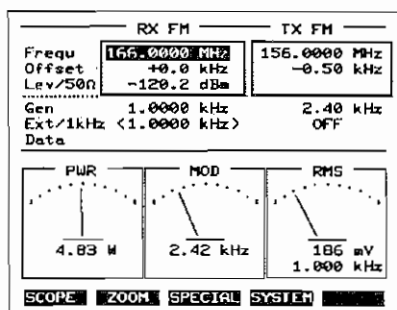 RX FM TX FM
Frequ 166.0000 MHz 156.0000 MHz
Offset +0.0 kHz -0.50 kHz
Lev/50Ω -120.2 dBm
Gen 1.0000 kHz 2.40 kHz
Ext/1kHz <1.0000 kHz> OFF
Data
PWR MOD RMS
4.83 W 2.42 kHz 186 mV
1.000 kHz
SCOPE ZOOM SPECIAL SYSTEM